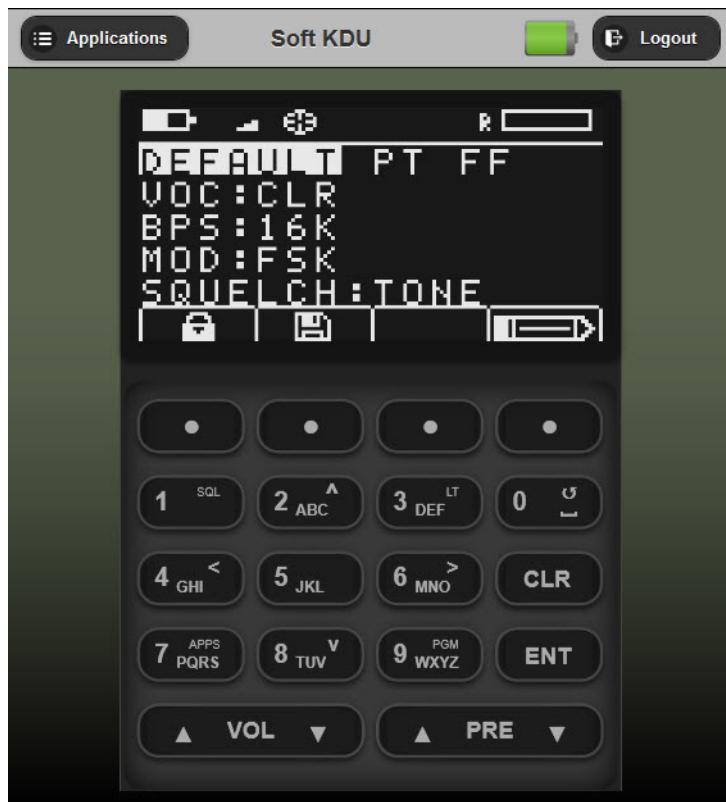 Applications Soft KDU Logout
R
DEFAULT PT FF
VOC:CLR
BPS:16K
MOD:FSK
SQUELCH:TONE
1 SQL 2 ABC ^ 3 DEF LT 0
4 GHI < 5 JKL 6 MNO > CLR
7 APPS PQRS 8 TUV v 9 PGM WXYZ ENT
▲ VOL ▼ ▲ PRE ▼